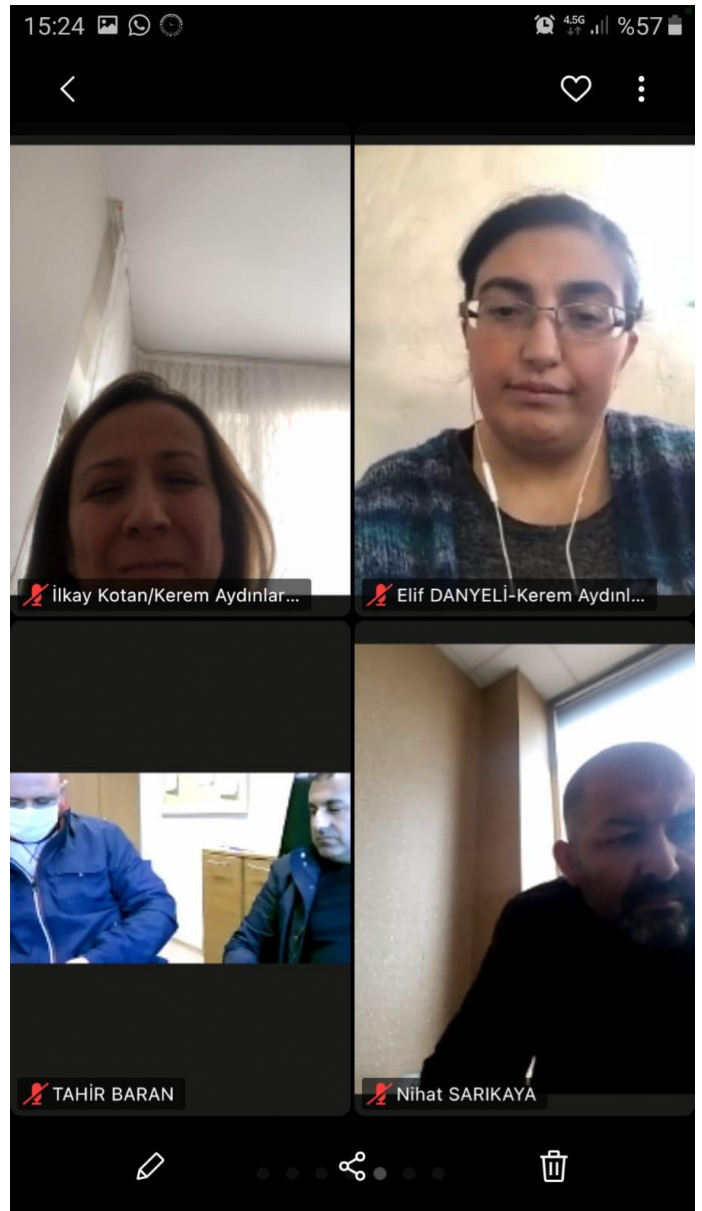 15:24
4.5G
%57
İlkay Kotan/Kerem Aydınlar...
Elif DANYELİ-Kerem Aydınl...
TAHİR BARAN
Nihat SARIKAYA